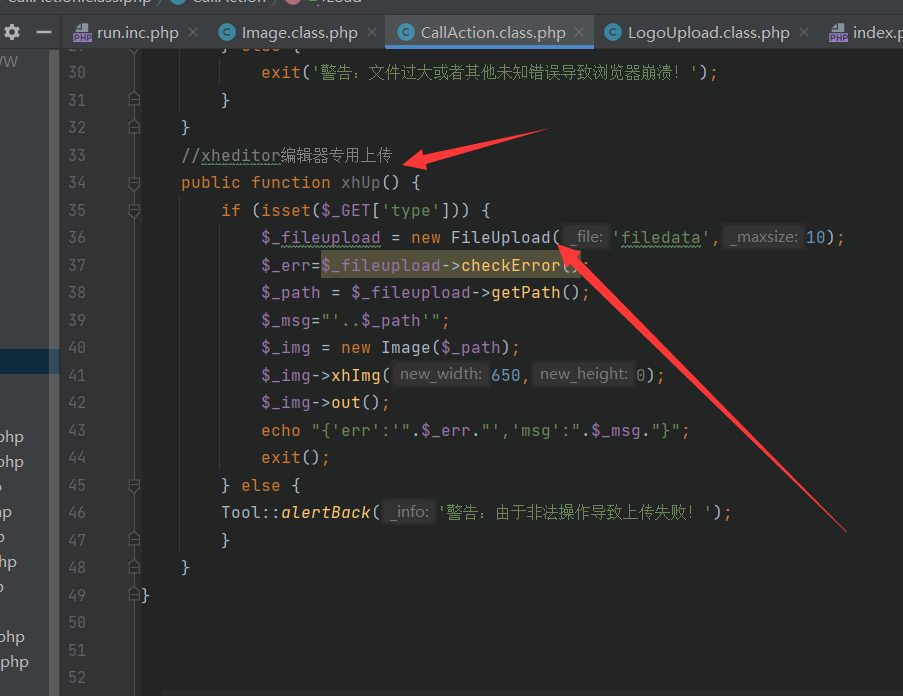 run.inc.php × Image.class.php × CallAction.class.php × LogoUpload.class.php × index.p
30 exit('警告：文件过大或者其他未知错误导致浏览器崩溃！');
31 }
32 }
33 //xheditor编辑器专用上传
34 public function xhUp() {
35 if (isset($_GET['type'])) {
36 $_fileupload = new FileUpload( _file: 'filedata', _maxsize: 10);
37 $_err=$_fileupload->checkError();
38 $_path = $_fileupload->getPath();
39 $_msg="'..$_path'";
40 $_img = new Image($_path);
41 $_img->xhImg( new_width: 650, new_height: 0);
42 $_img->out();
43 echo "{'err':'".$_err."','msg':".$_msg."}";
44 exit();
45 } else {
46 Tool::alertBack( _info: '警告：由于非法操作导致上传失败！');
47 }
48 }
49 }
50
51
52